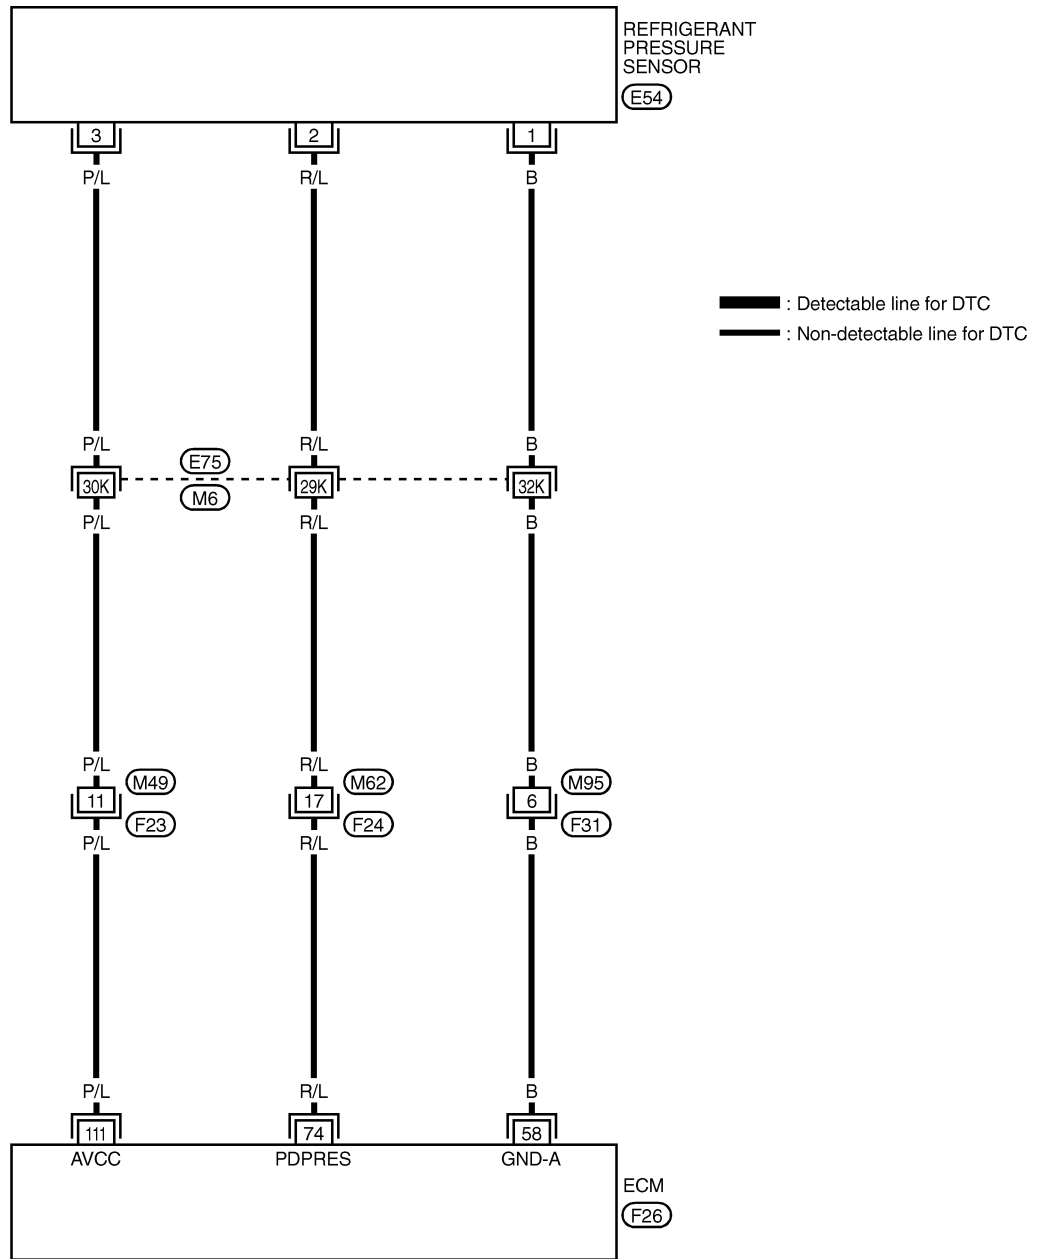 REFRIGERANT
PRESSURE
SENSOR
E54
3 2 1
P/L R/L B
: Detectable line for DTC
: Non-detectable line for DTC
P/L R/L B
E75
30K 29K 32K
M6
P/L R/L B
P/L R/L B
M49 M62 M95
11 17 6
F23 F24 F31
P/L R/L B
P/L R/L B
111 74 58
AVCC PDPRES GND-A
ECM
F26